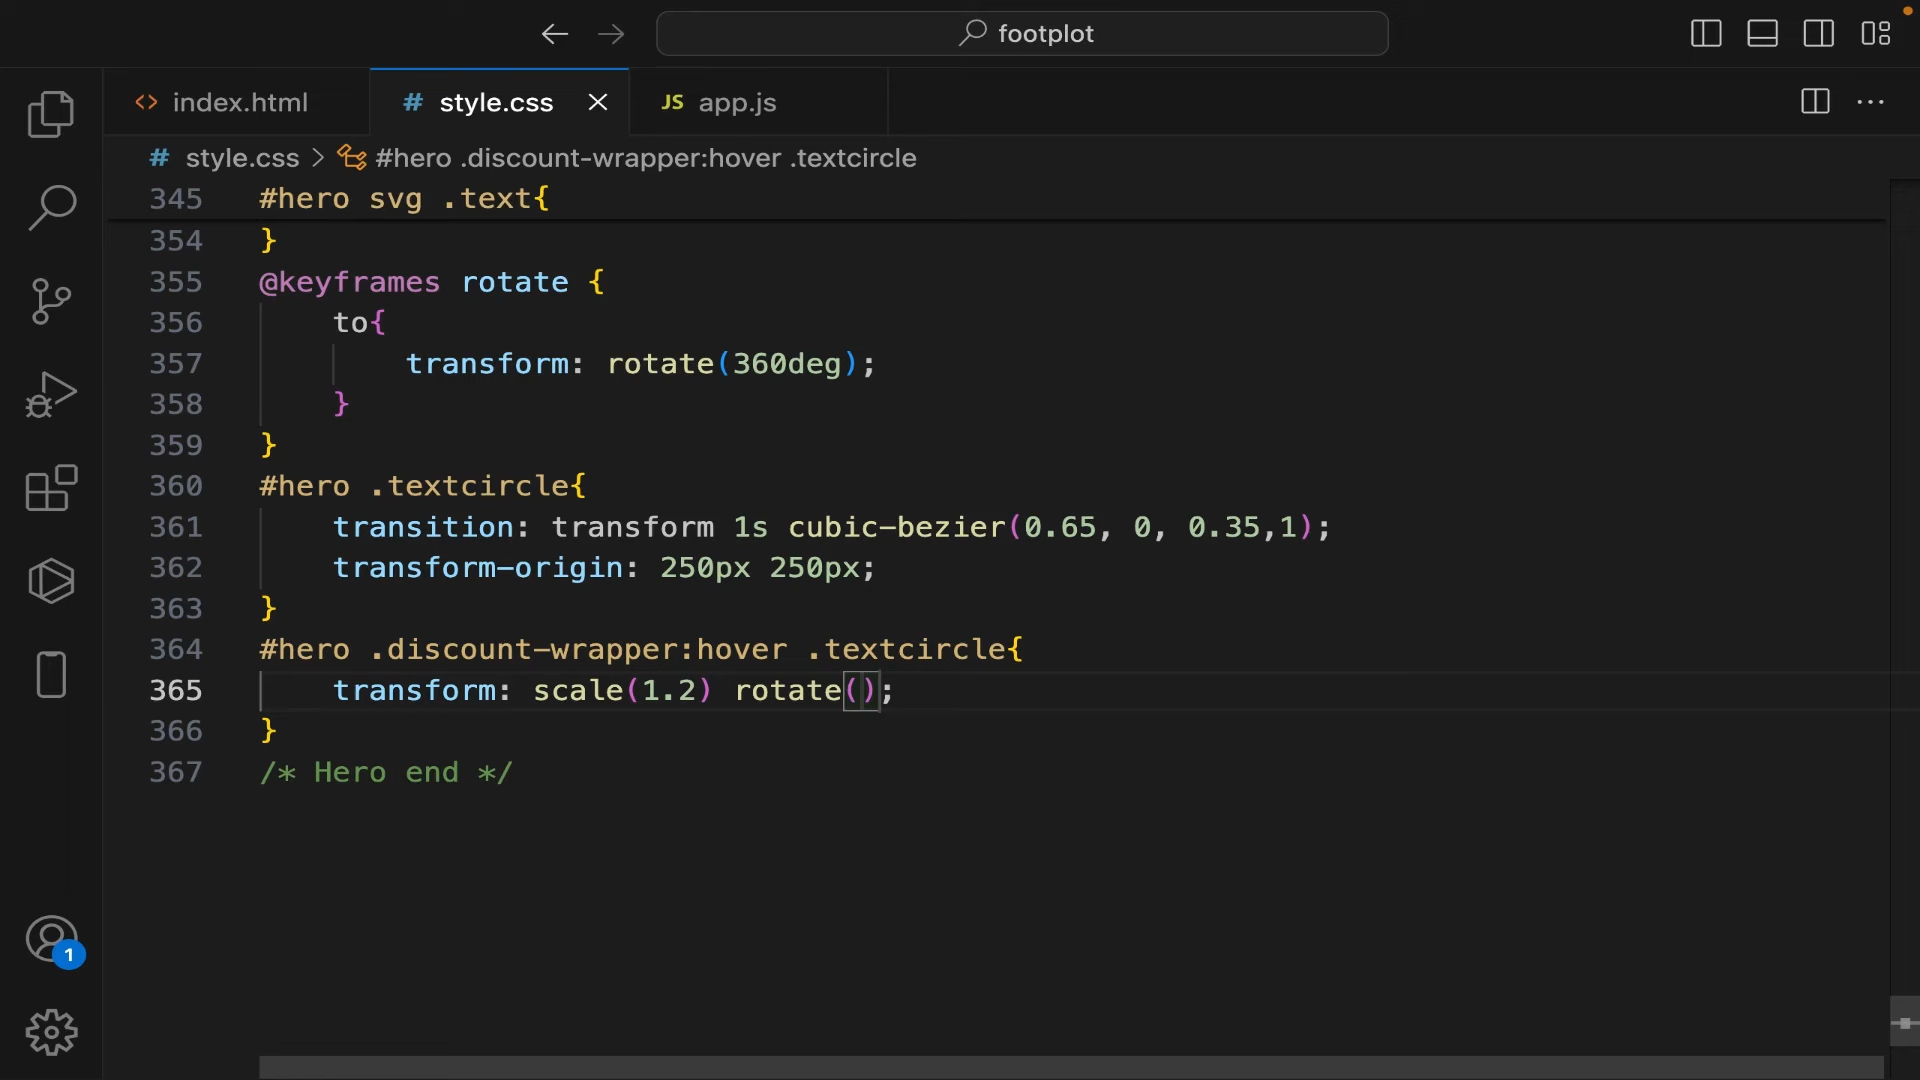 footplot
index.html
# style.css
JS app.js
# style.css > #hero .discount-wrapper:hover .textcircle
345 #hero svg .text{
354 }
355 @keyframes rotate {
356 to{
357 transform: rotate(360deg);
358 }
359 }
360 #hero .textcircle{
361 transition: transform 1s cubic-bezier(0.65, 0, 0.35,1);
362 transform-origin: 250px 250px;
363 }
364 #hero .discount-wrapper:hover .textcircle{
365 transform: scale(1.2) rotate();
366 }
367 /* Hero end */
1